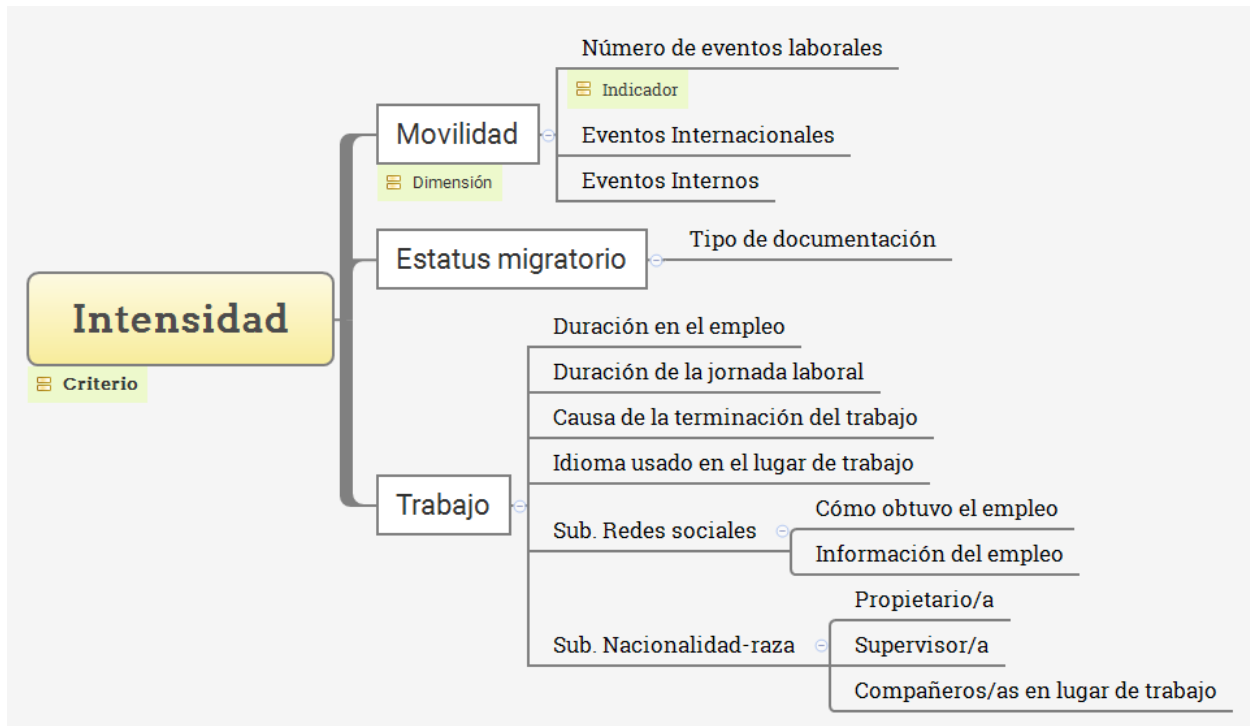 Intensidad
Criterio
Movilidad
Dimensión
Número de eventos laborales
Indicador
Eventos Internacionales
Eventos Internos
Estatus migratorio
Tipo de documentación
Trabajo
Duración en el empleo
Duración de la jornada laboral
Causa de la terminación del trabajo
Idioma usado en el lugar de trabajo
Sub. Redes sociales
Cómo obtuvo el empleo
Información del empleo
Sub. Nacionalidad-raza
Propietario/a
Supervisor/a
Compañeros/as en lugar de trabajo